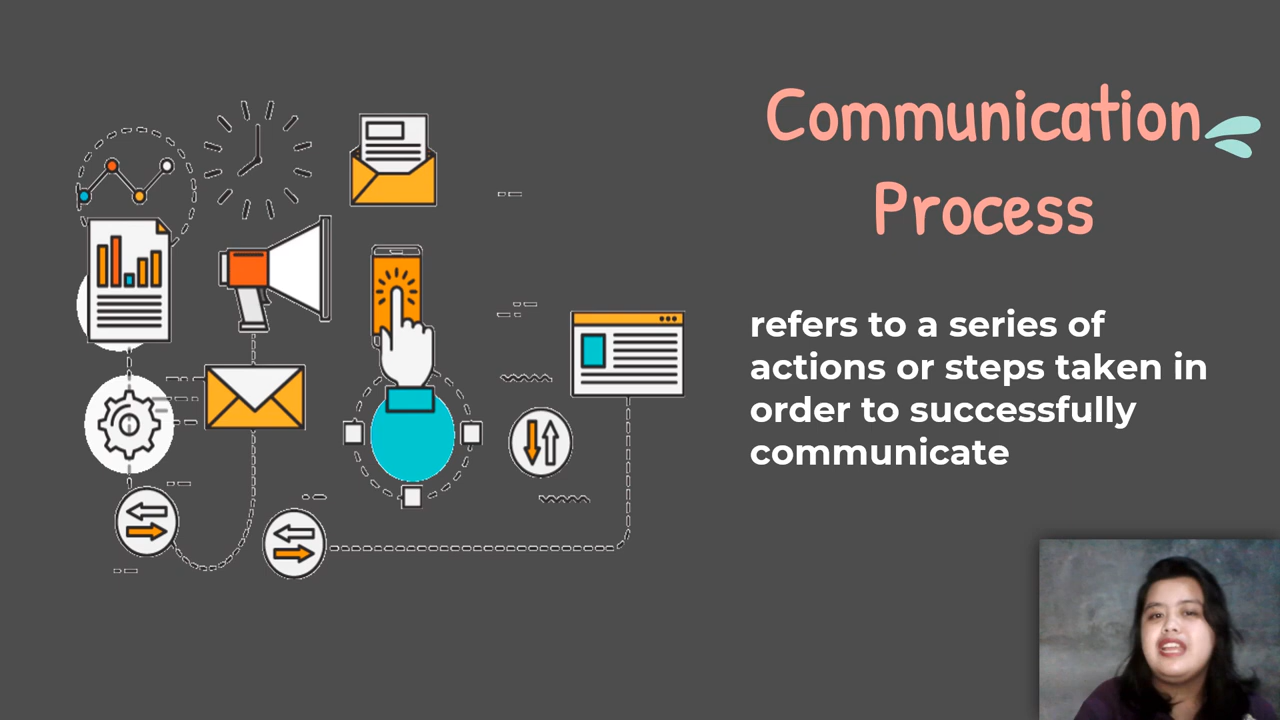 Communication
Process
refers to a series of
actions or steps taken in
order to successfully
communicate